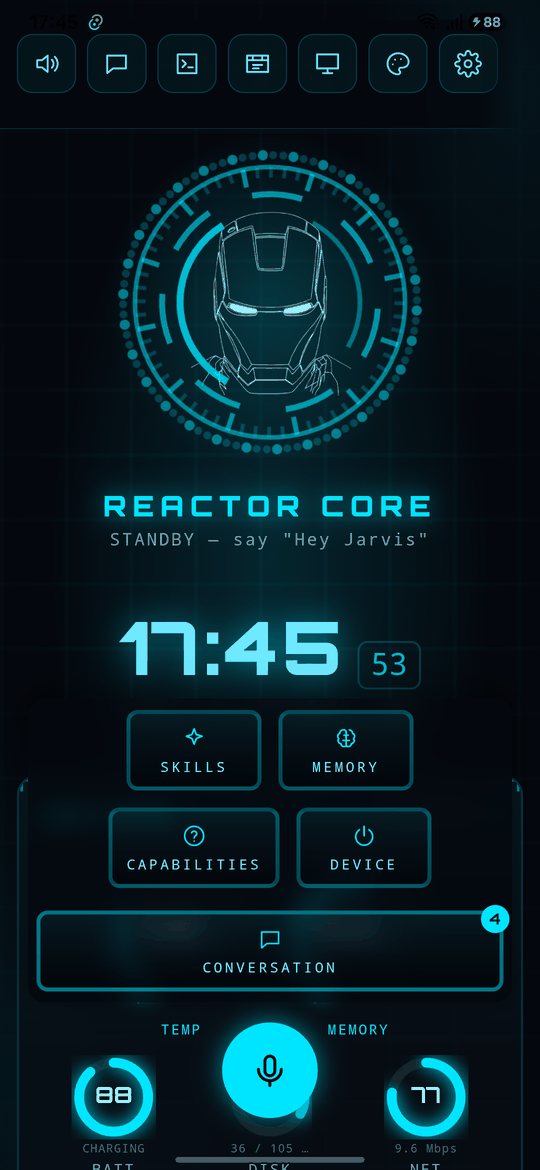 17:45 88
REACTOR CORE
STANDBY — say "Hey Jarvis"
17:45 53
SKILLS MEMORY
CAPABILITIES DEVICE
4
CONVERSATION
TEMP MEMORY
88 77
CHARGING 36 / 105 … 9.6 Mbps
BATT DISK NET